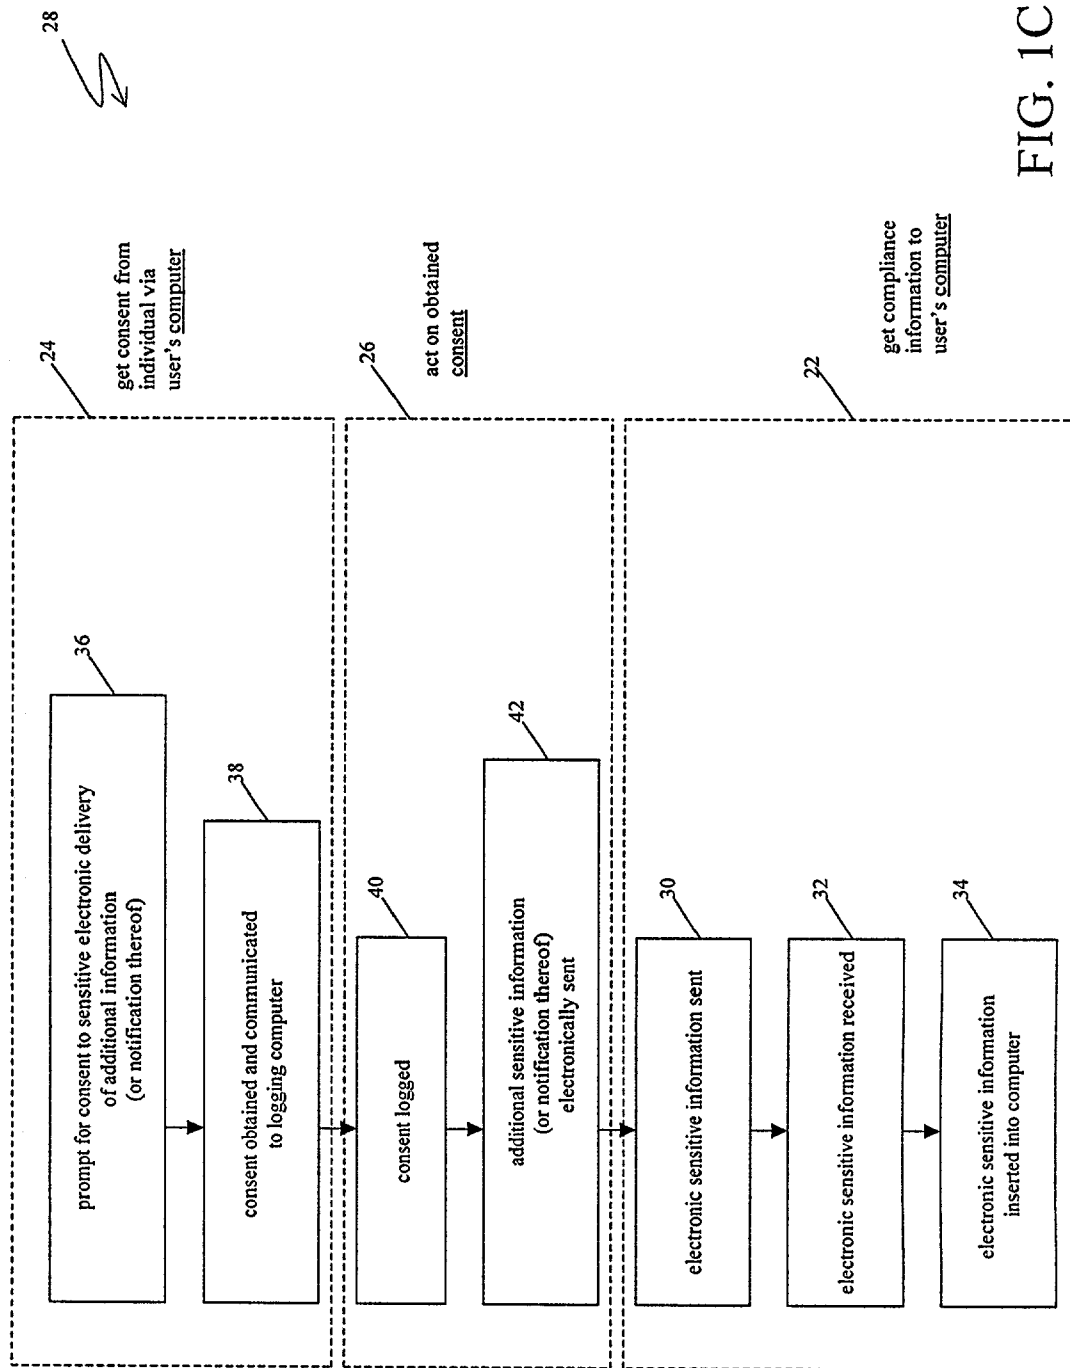 28
24
get consent from
individual via
user's computer
36
prompt for consent to sensitive electronic delivery
of additional information
(or notification thereof)
38
consent obtained and communicated
to logging computer
26
act on obtained
consent
40
consent logged
42
additional sensitive information
(or notification thereof)
electronically sent
22
get compliance
information to
user's computer
30
electronic sensitive information sent
32
electronic sensitive information received
34
electronic sensitive information
inserted into computer
FIG. 1C